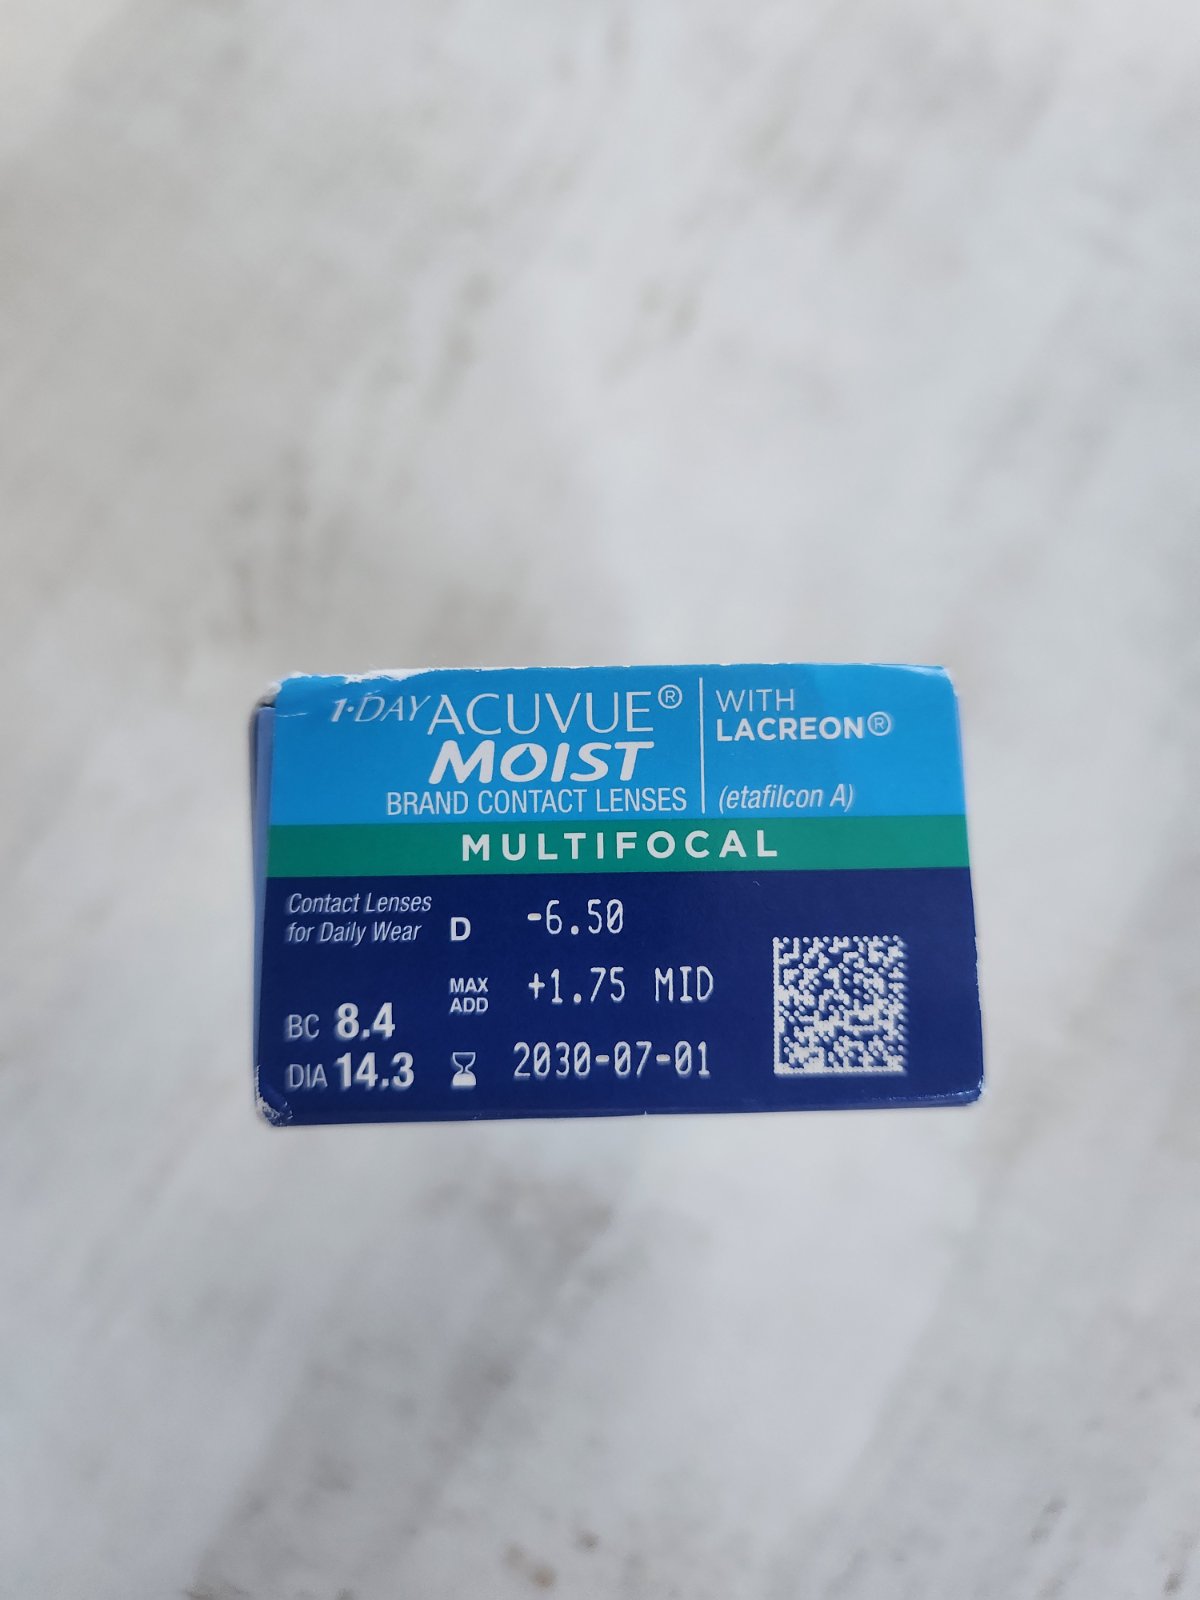 1·DAY ACUVUE® MOIST
BRAND CONTACT LENSES
WITH
LACREON®
(etafilcon A)
MULTIFOCAL
Contact Lenses
for Daily Wear
BC 8.4
DIA 14.3
D -6.50
MAX ADD +1.75 MID
2030-07-01